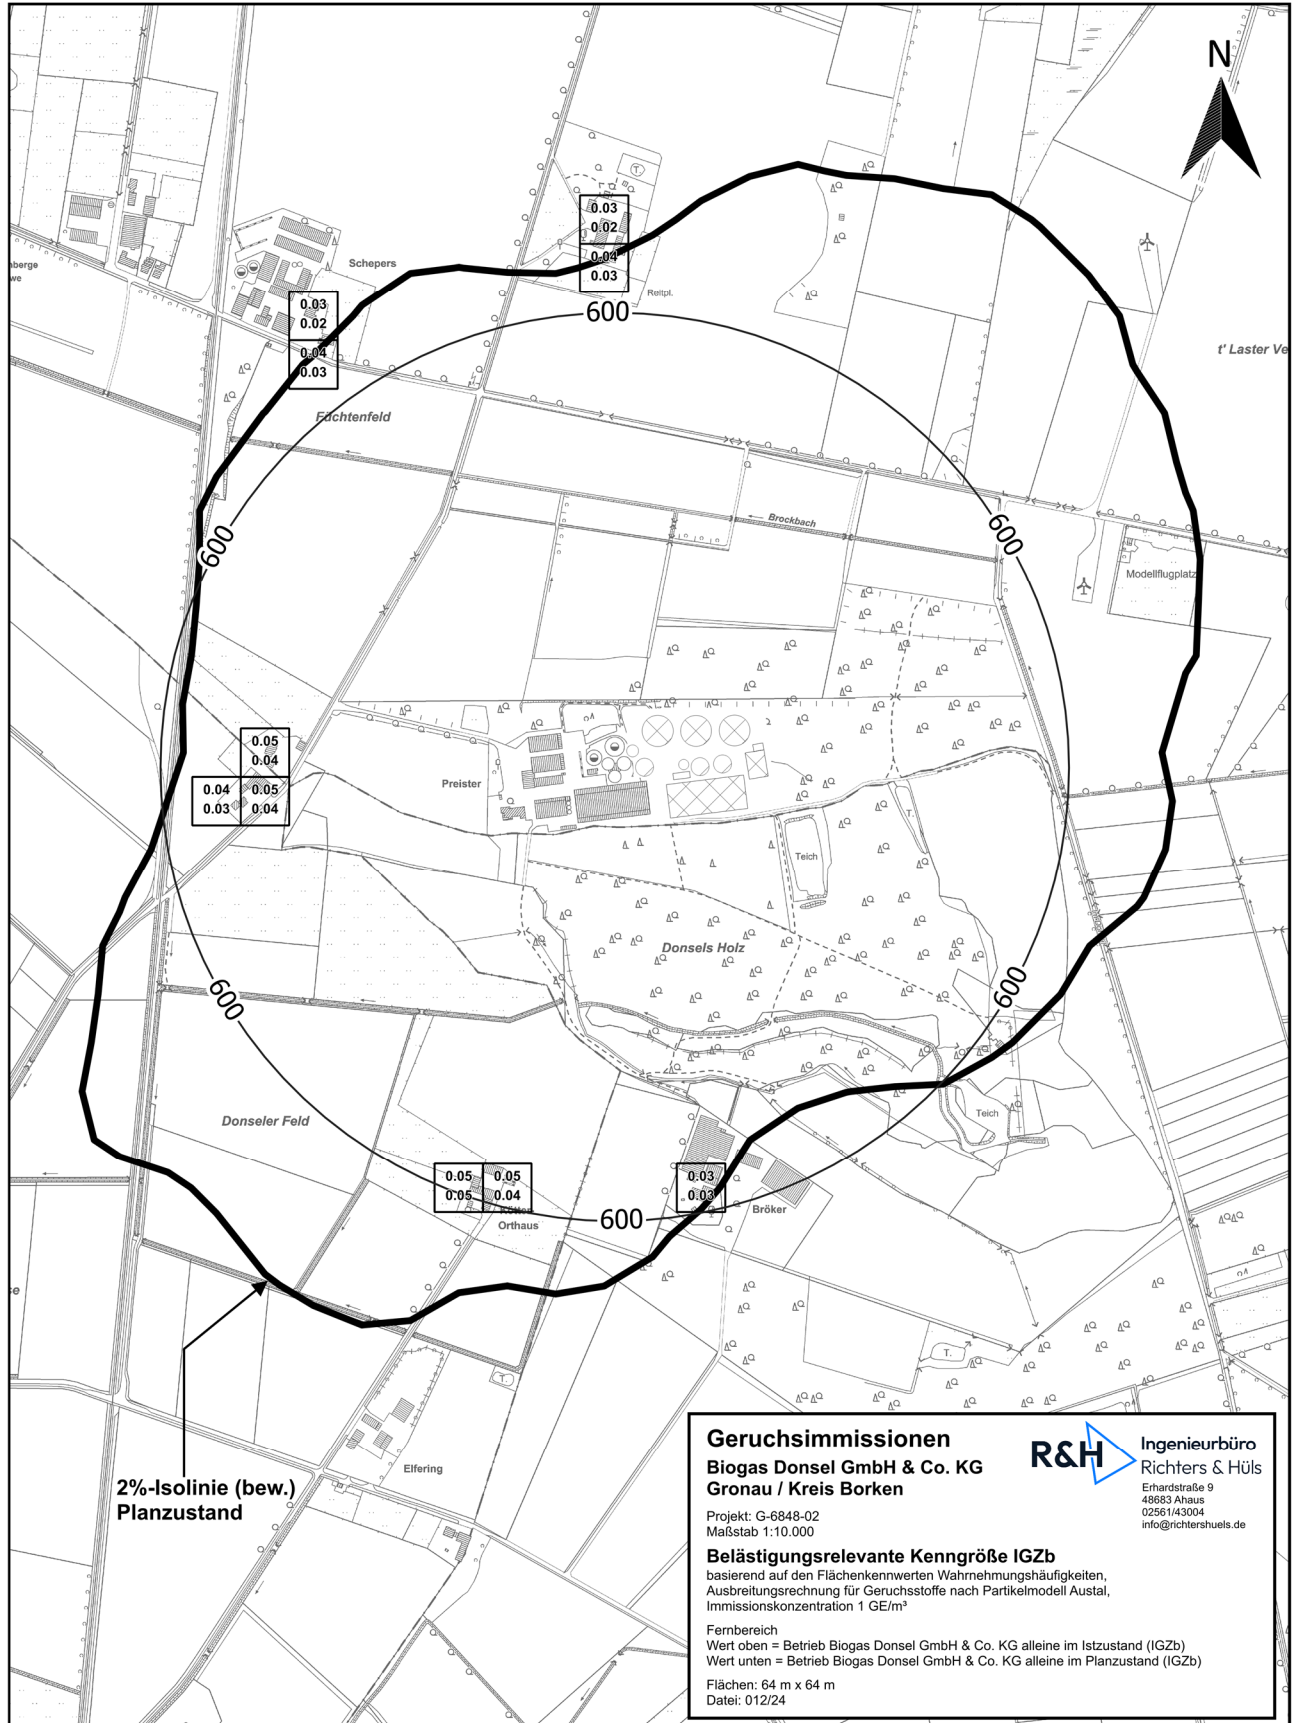 N
0.03
0.02
0.04
0.03
T.
Reitpl.
Schepers
0.03
0.02
0.04
0.03
600
t' Laster Ve
Füchtenfeld
Brockbach
600
600
Modellflugplatz
0.05
0.04
0.04
0.05
0.03
0.04
Preister
T.
Teich
Donsels Holz
600
600
Teich
Donseler Feld
0.05
0.05
0.05
0.04
Orthaus
0.03
0.03
Bröker
600
T.
T.
Elfering
2%-Isolinie (bew.)
Planzustand
Geruchsimmissionen
Biogas Donsel GmbH & Co. KG
Gronau / Kreis Borken
Projekt: G-6848-02
Maßstab 1:10.000
R&H
Ingenieurbüro
Richters & Hüls
Erhardstraße 9
48683 Ahaus
02561/43004
info@richtershuels.de
Belästigungsrelevante Kenngröße IGZb
basierend auf den Flächenkennwerten Wahrnehmungshäufigkeiten,
Ausbreitungsrechnung für Geruchsstoffe nach Partikelmodell Austal,
Immissionskonzentration 1 GE/m³
Fernbereich
Wert oben = Betrieb Biogas Donsel GmbH & Co. KG alleine im Istzustand (IGZb)
Wert unten = Betrieb Biogas Donsel GmbH & Co. KG alleine im Planzustand (IGZb)
Flächen: 64 m x 64 m
Datei: 012/24